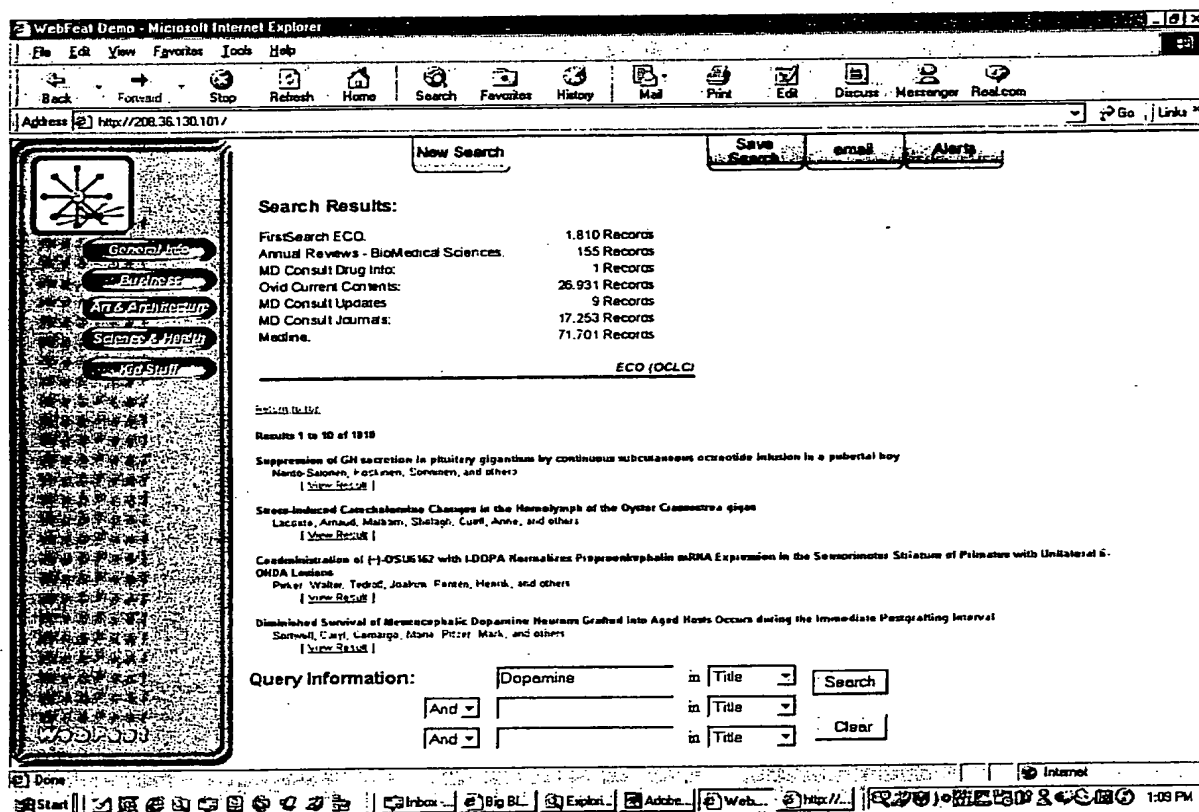 WebFeat Demo - Microsoft Internet Explorer
File Edit View Favorites Tools Help
Back Forward Stop Refresh Home Search Favorites History Mail Print Edit Discuss Messenger Real.com
Address http://208.36.130.101/ Go Links
New Search Save Search email Alerts
General Info
Business
Art & Architecture
Science & Health
Kid Stuff
Search Results:
FirstSearch ECO. 1,810 Records
Annual Reviews - BioMedical Sciences. 155 Records
MD Consult Drug Info: 1 Records
Ovid Current Contents: 26,931 Records
MD Consult Updates 9 Records
MD Consult Journals: 17,253 Records
Medline. 71,701 Records
ECO (OCLC)
Return to top
Results 1 to 10 of 1810
Suppression of GH secretion in pituitary gigantism by continuous subcutaneous octreotide infusion in a pubertal boy
and others
[ View Result ]
Stress-Induced Catecholamine Changes in the Hemolymph of the Oyster Crassostrea gigas
Lacoste, Arnaud, Malham, Shelagh, Cueff, Anne, and others
[ View Result ]
Coadministration of (-)-OSU6162 with l-DOPA Normalizes Preproenkephalin mRNA Expression in the Sensorimotor Striatum of Primates with Unilateral 6-
OHDA Lesions
Walter, Tedroff, Joakim, Henrik, and others
[ View Result ]
Diminished Survival of Mesencephalic Dopamine Neurons Grafted into Aged Hosts Occurs during the Immediate Postgrafting Interval
Sortwell, Caryl, Camargo, Maria, Pitzer, Mark, and others
[ View Result ]
Query Information: Dopamine in Title Search
And in Title
And in Title Clear
Done Internet
Start Inbox -... Big BL... Explori... Adobe... Web... http://... 1:09 PM